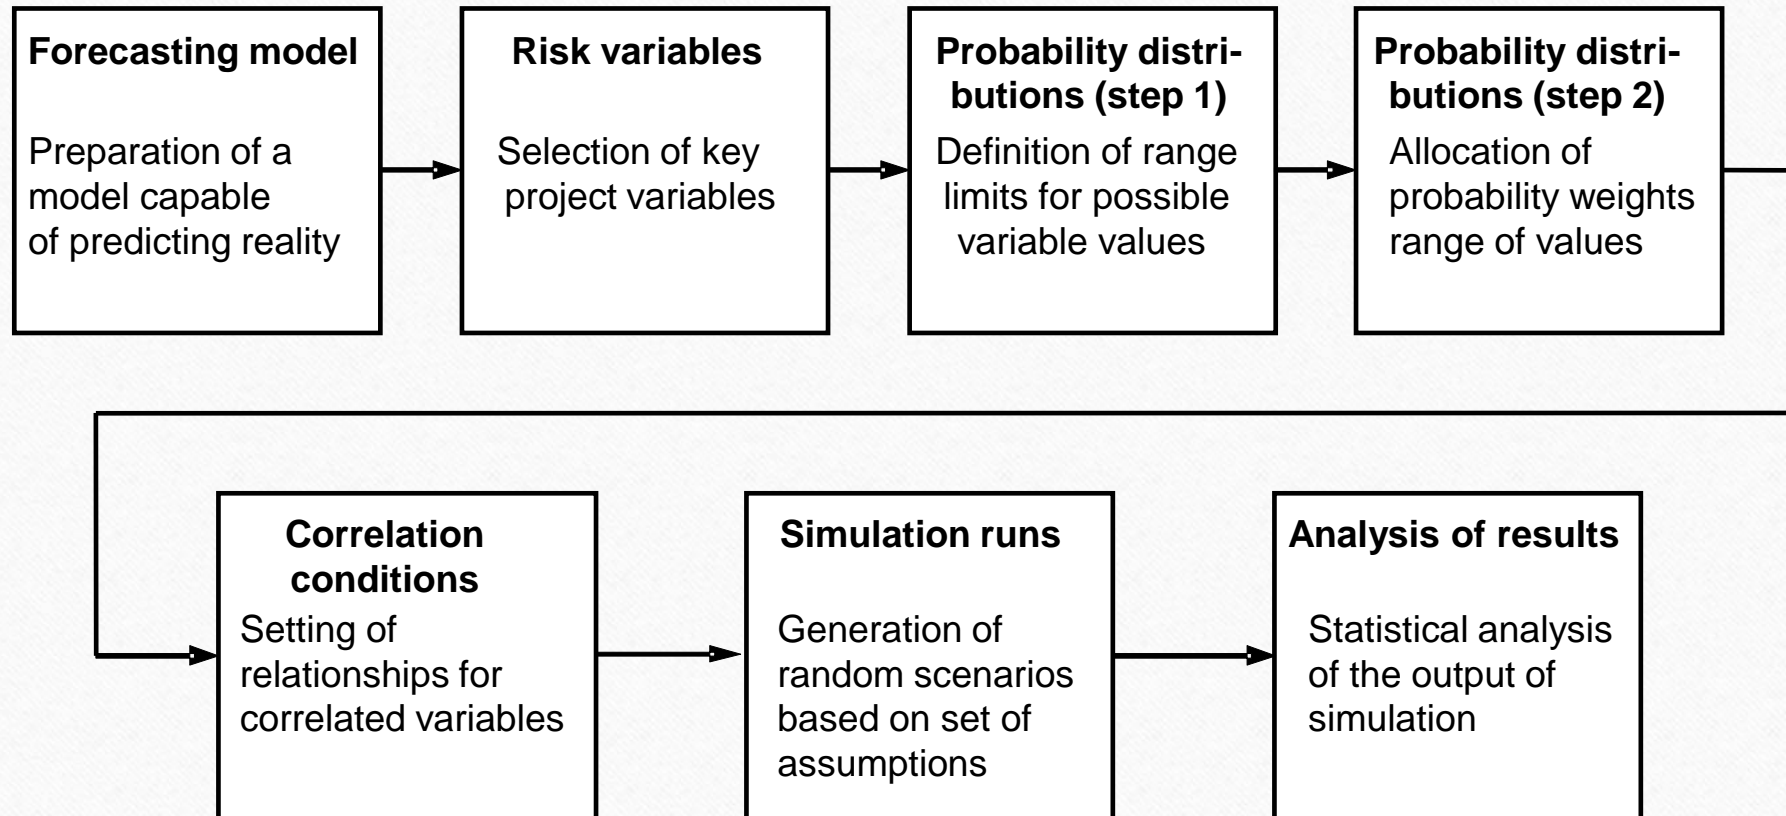 Forecasting model
Preparation of a
model capable
of predicting reality
Risk variables
Selection of key
project variables
Probability distri-
butions (step 1)
Definition of range
limits for possible
variable values
Probability distri-
butions (step 2)
Allocation of
probability weights
range of values
Correlation
conditions
Setting of
relationships for
correlated variables
Simulation runs
Generation of
random scenarios
based on set of
assumptions
Analysis of results
Statistical analysis
of the output of
simulation